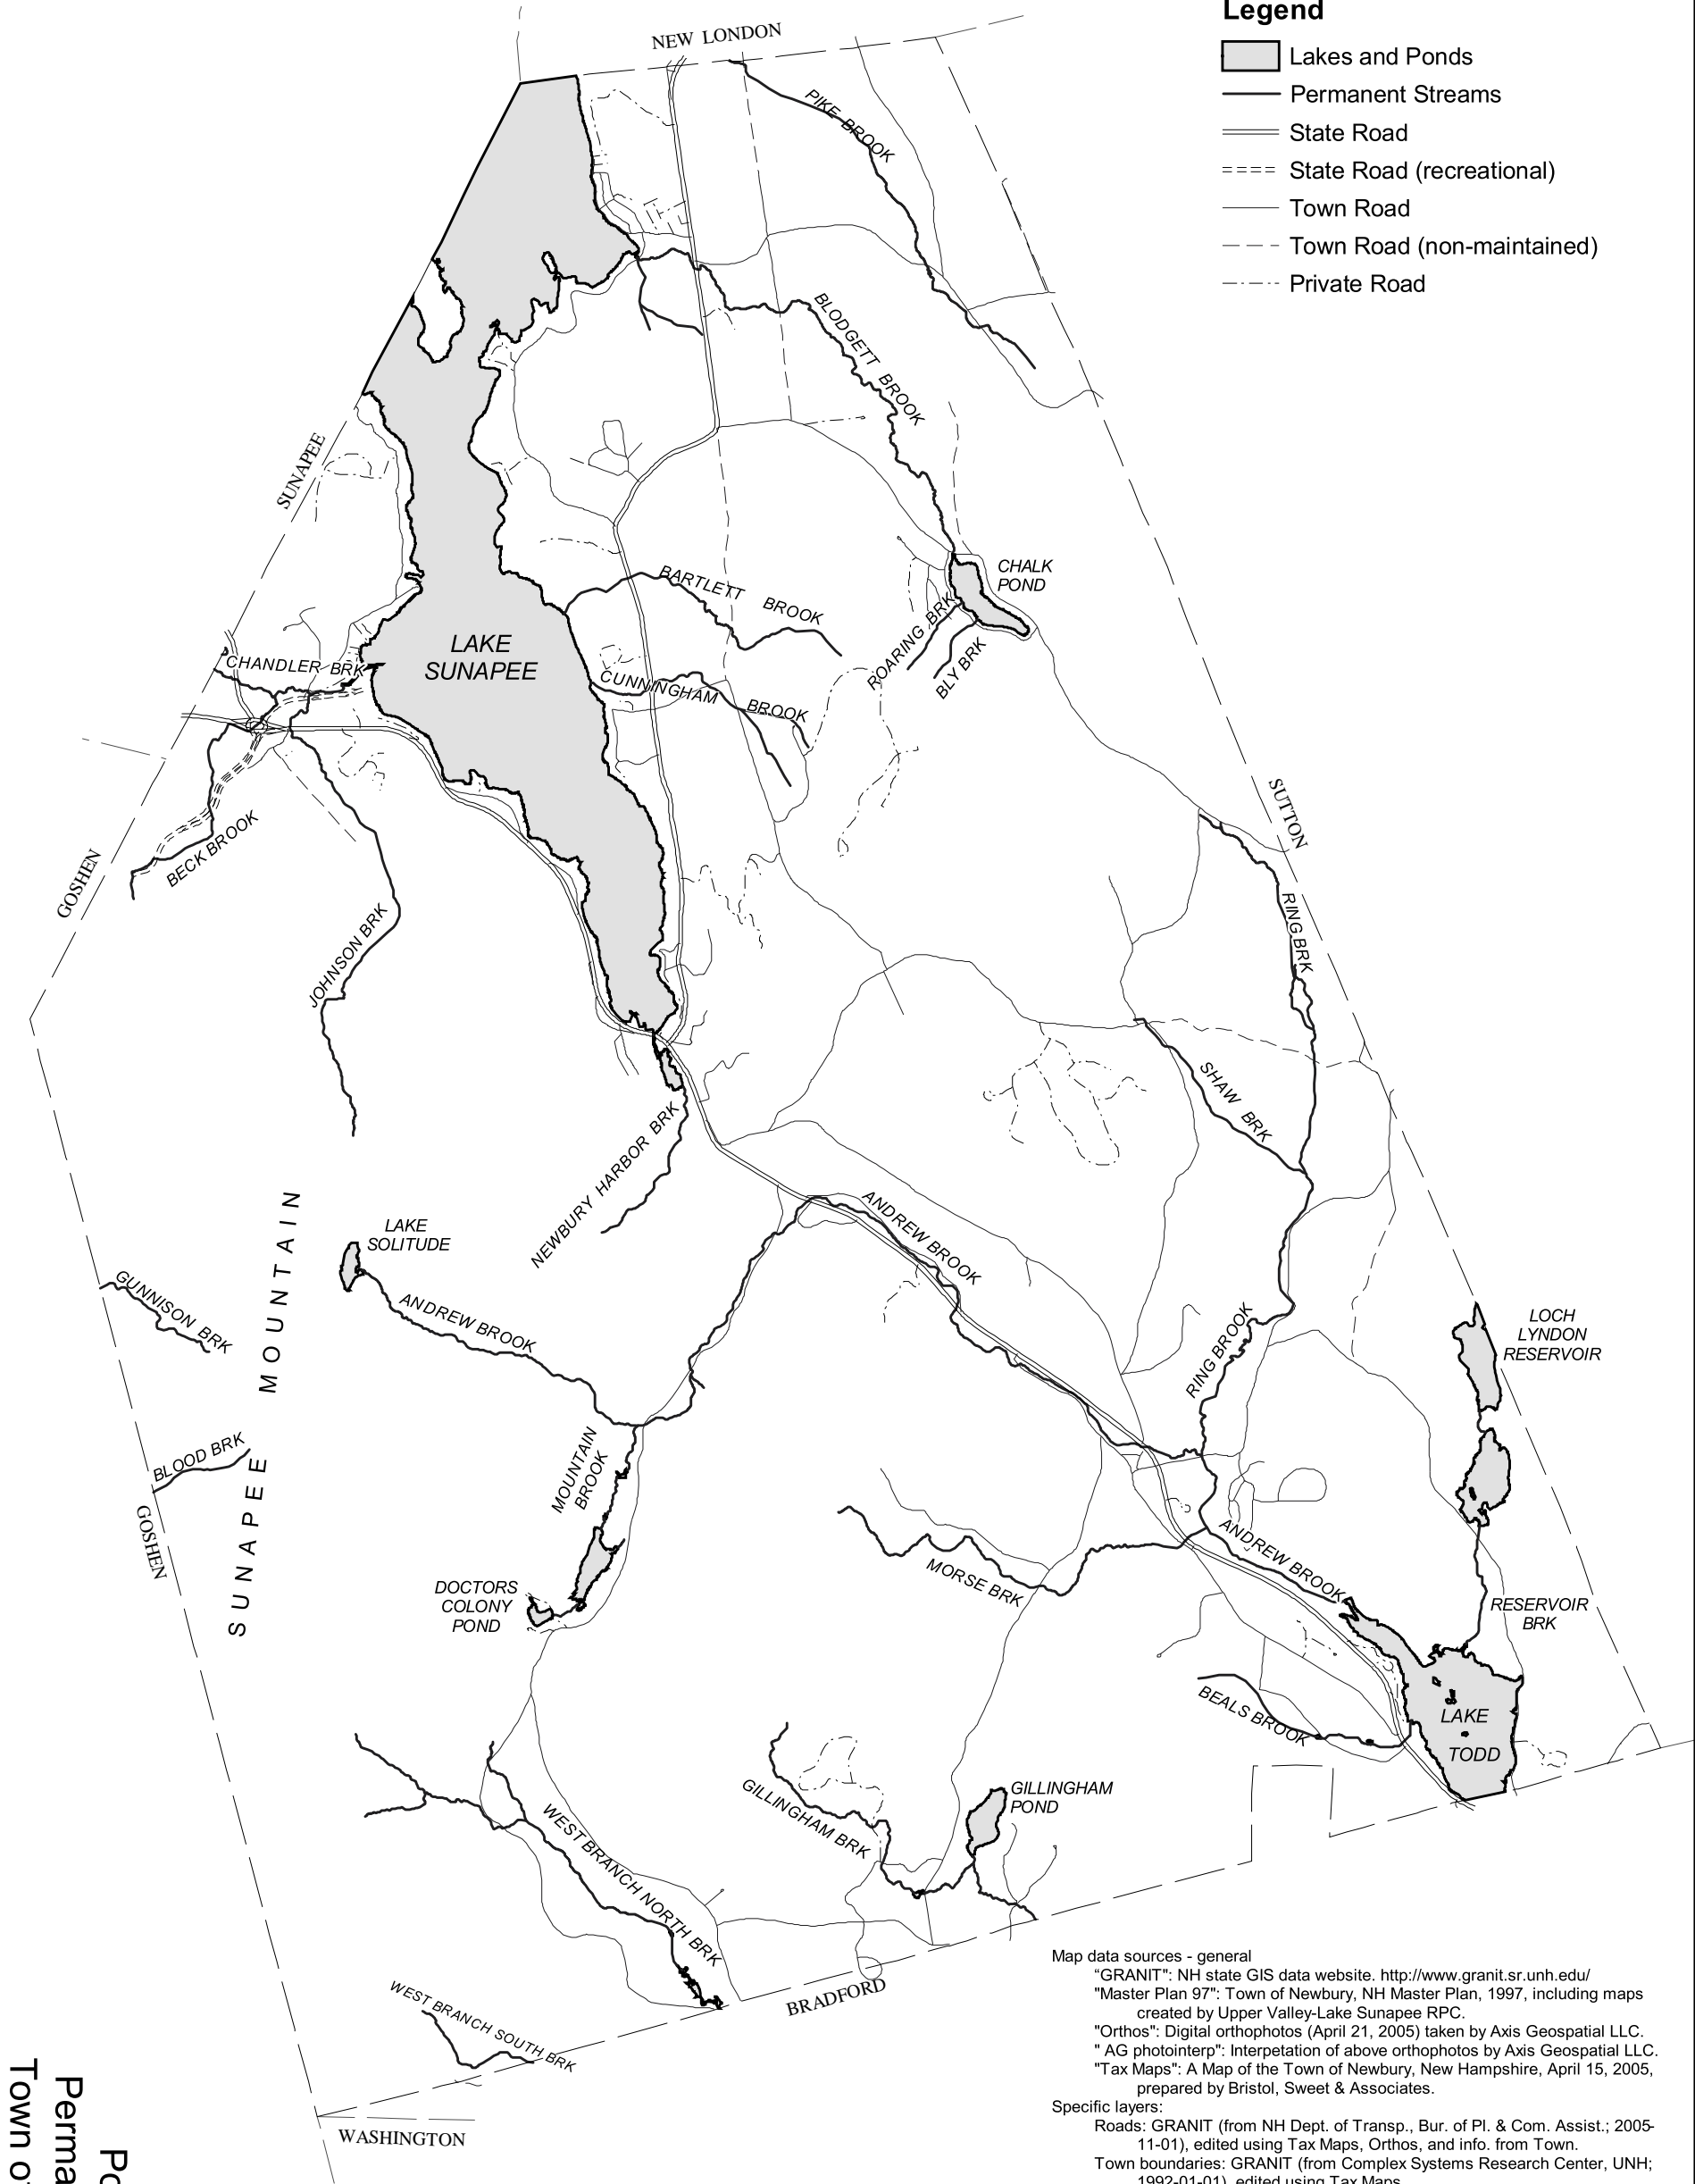 Legend
Lakes and Ponds
Permanent Streams
State Road
State Road (recreational)
Town Road
Town Road (non-maintained)
Private Road
NEW LONDON
PIKE BROOK
BLODGETT BROOK
SUNAPEE
CHALK
POND
BARTLETT BROOK
ROARING BRK
BLY BRK
LAKE
SUNAPEE
CHANDLER BRK
CUNNINGHAM BROOK
SUTTON
BECK BROOK
GOSHEN
JOHNSON BRK
RING BRK
SHAW BRK
NEWBURY HARBOR BRK
ANDREW BROOK
LAKE
SOLITUDE
GUNNISON BRK
ANDREW BROOK
SUNAPEE MOUNTAIN
RING BROOK
LOCH
LYNDON
RESERVOIR
BLOOD BRK
MOUNTAIN
BROOK
GOSHEN
DOCTORS
COLONY
POND
MORSE BRK
ANDREW BROOK
RESERVOIR
BRK
BEALS BROOK
LAKE
TODD
GILLINGHAM BRK
GILLINGHAM
POND
WEST BRANCH NORTH BRK
BRADFORD
WEST BRANCH SOUTH BRK
WASHINGTON
Map data sources - general
“GRANIT": NH state GIS data website. http://www.granit.sr.unh.edu/
"Master Plan 97": Town of Newbury, NH Master Plan, 1997, including maps
created by Upper Valley-Lake Sunapee RPC.
"Orthos": Digital orthophotos (April 21, 2005) taken by Axis Geospatial LLC.
" AG photointerp": Interpetation of above orthophotos by Axis Geospatial LLC.
"Tax Maps": A Map of the Town of Newbury, New Hampshire, April 15, 2005,
prepared by Bristol, Sweet & Associates.
Specific layers:
Roads: GRANIT (from NH Dept. of Transp., Bur. of Pl. & Com. Assist.; 2005-
11-01), edited using Tax Maps, Orthos, and info. from Town.
Town boundaries: GRANIT (from Complex Systems Research Center, UNH;
1992-01-01), edited using Tax Maps.
Po
Perma
Town o